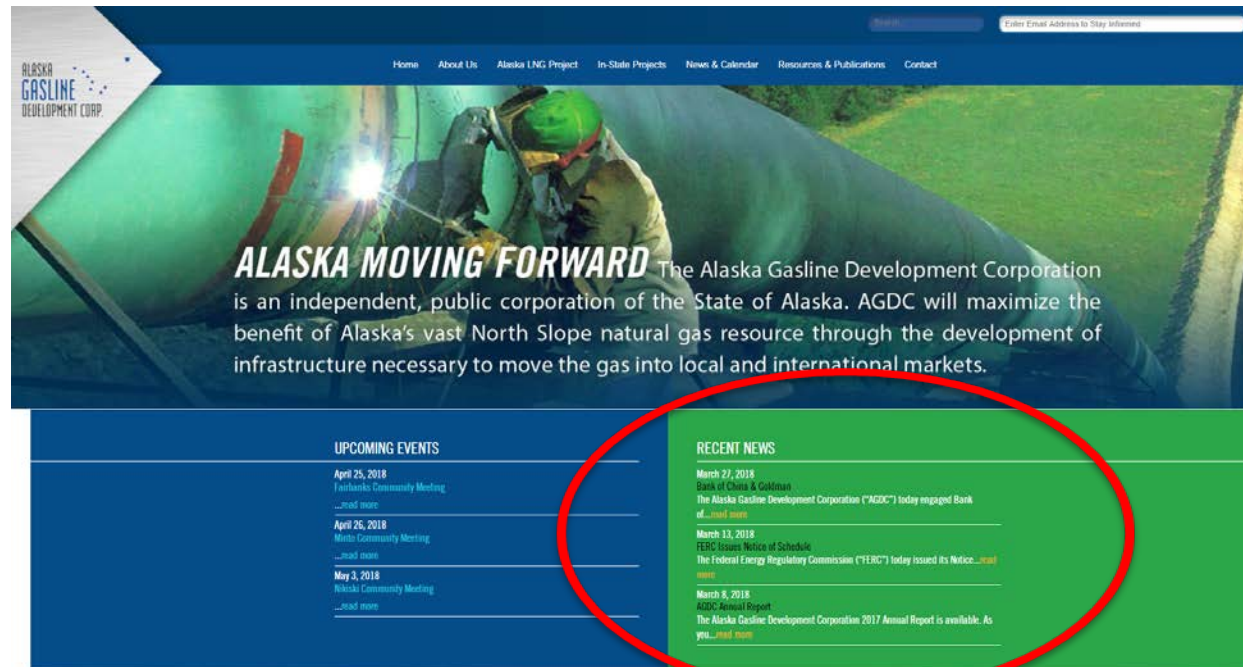 Search...
Enter Email Address to Stay Informed
ALASKA
GASLINE
DEVELOPMENT CORP.
Home About Us Alaska LNG Project In-State Projects News & Calendar Resources & Publications Contact
ALASKA MOVING FORWARD The Alaska Gasline Development Corporation
is an independent, public corporation of the State of Alaska. AGDC will maximize the
benefit of Alaska's vast North Slope natural gas resource through the development of
infrastructure necessary to move the gas into local and international markets.
UPCOMING EVENTS
April 25, 2018
Fairbanks Community Meeting
...read more
April 26, 2018
Minto Community Meeting
...read more
May 3, 2018
Nikiski Community Meeting
...read more
RECENT NEWS
March 27, 2018
Bank of China & Goldman
The Alaska Gasline Development Corporation ("AGDC") today engaged Bank
of...read more
March 13, 2018
FERC Issues Notice of Schedule
The Federal Energy Regulatory Commission ("FERC") today issued its Notice...read
more
March 8, 2018
AGDC Annual Report
The Alaska Gasline Development Corporation 2017 Annual Report is available. As
you...read more